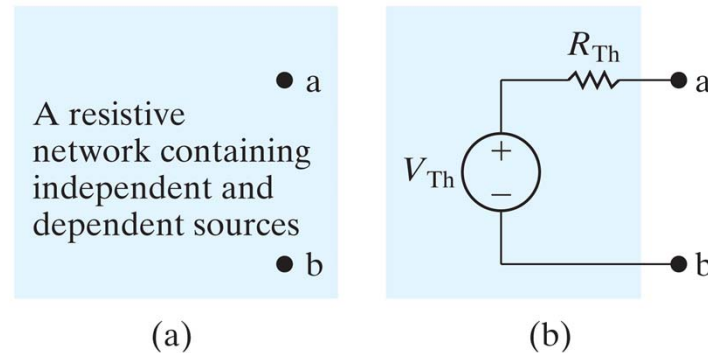 a
A resistive
network containing
independent and
dependent sources
b
(a)
R_Th
a
+
V_Th
−
b
(b)